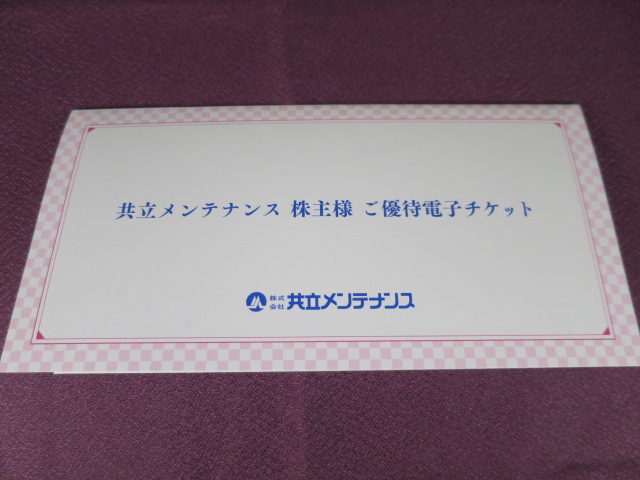 共立メンテナンス 株主様 ご優待電子チケット
株式会社 共立メンテナンス